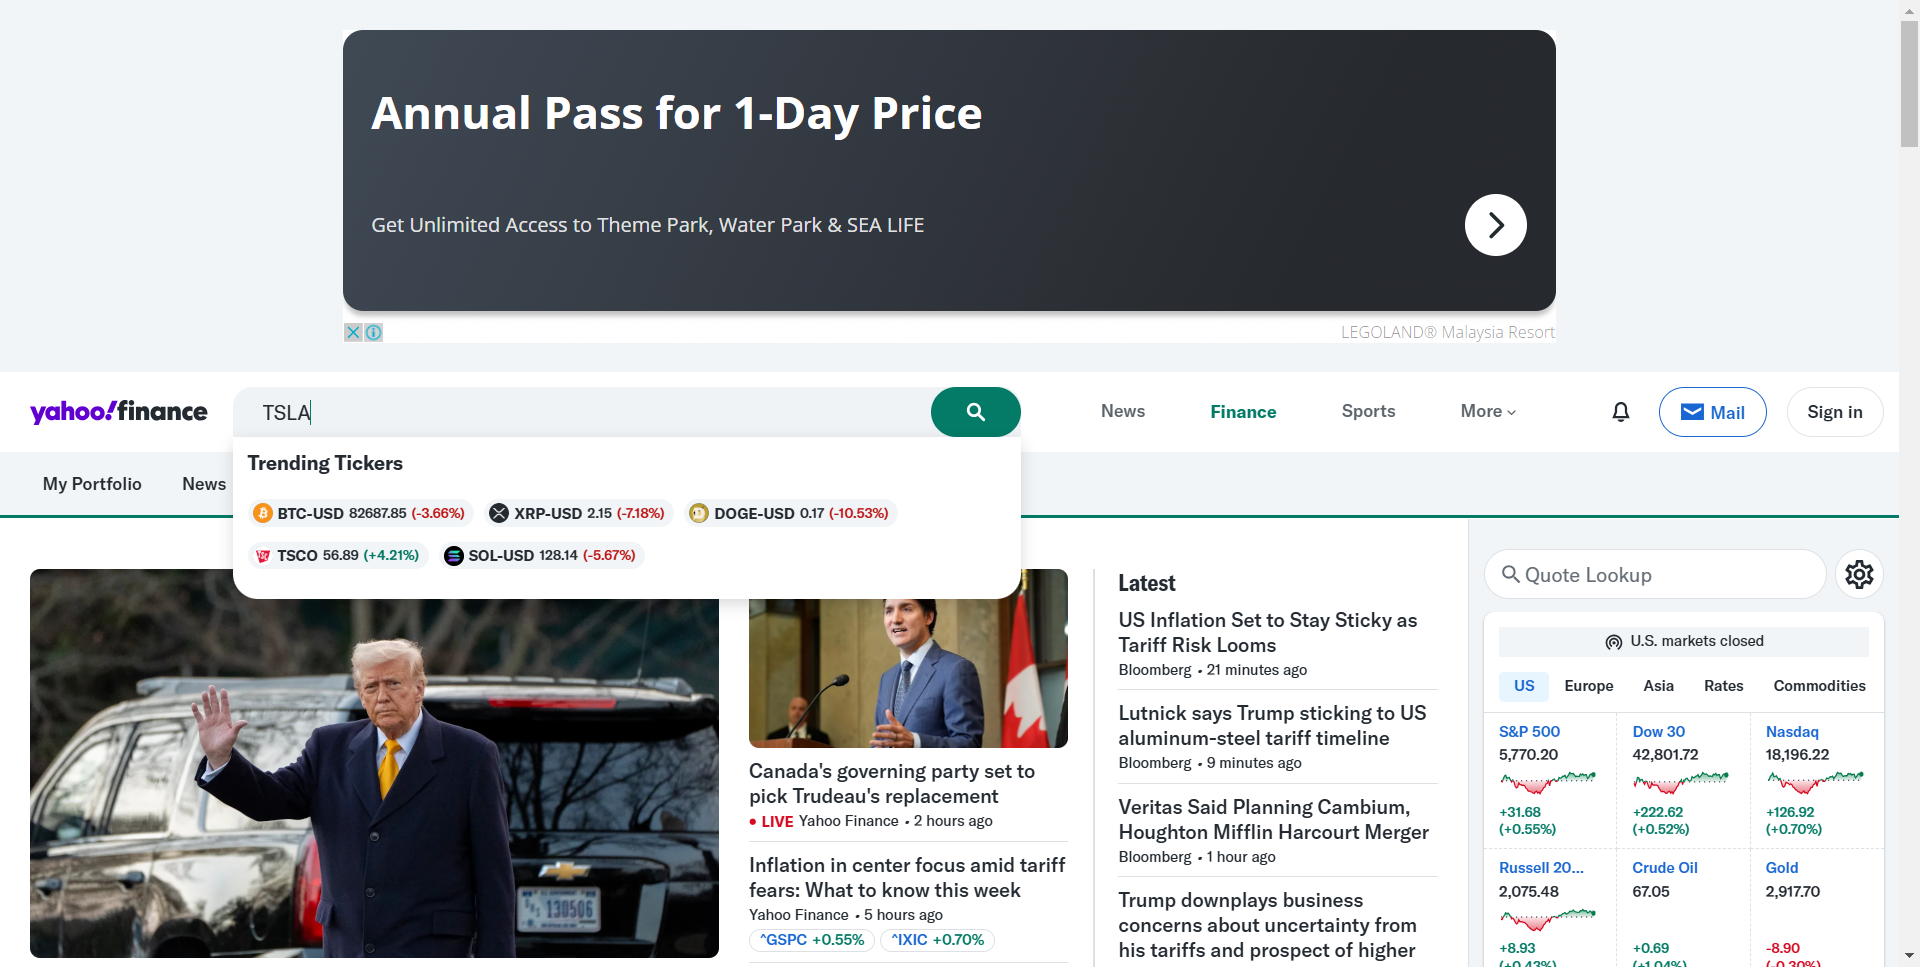 Annual Pass for 1-Day Price
Get Unlimited Access to Theme Park, Water Park & SEA LIFE
LEGOLAND® Malaysia Resort
yahoo!finance
TSLA
News
Finance
Sports
More
Mail
Sign in
My Portfolio
News
Trending Tickers
BTC-USD 82687.85 (-3.66%)
XRP-USD 2.15 (-7.18%)
DOGE-USD 0.17 (-10.53%)
TSCO 56.89 (+4.21%)
SOL-USD 128.14 (-5.67%)
Canada's governing party set to
pick Trudeau's replacement
• LIVE Yahoo Finance • 2 hours ago
Inflation in center focus amid tariff
fears: What to know this week
Yahoo Finance • 5 hours ago
^GSPC +0.55%
^IXIC +0.70%
Latest
US Inflation Set to Stay Sticky as
Tariff Risk Looms
Bloomberg • 21 minutes ago
Lutnick says Trump sticking to US
aluminum-steel tariff timeline
Bloomberg • 9 minutes ago
Veritas Said Planning Cambium,
Houghton Mifflin Harcourt Merger
Bloomberg • 1 hour ago
Trump downplays business
concerns about uncertainty from
his tariffs and prospect of higher
Quote Lookup
U.S. markets closed
US
Europe
Asia
Rates
Commodities
S&P 500
5,770.20
+31.68
(+0.55%)
Dow 30
42,801.72
+222.62
(+0.52%)
Nasdaq
18,196.22
+126.92
(+0.70%)
Russell 20...
2,075.48
+8.93
(+0.43%)
Crude Oil
67.05
+0.69
(+1.04%)
Gold
2,917.70
-8.90
(-0.30%)
130506